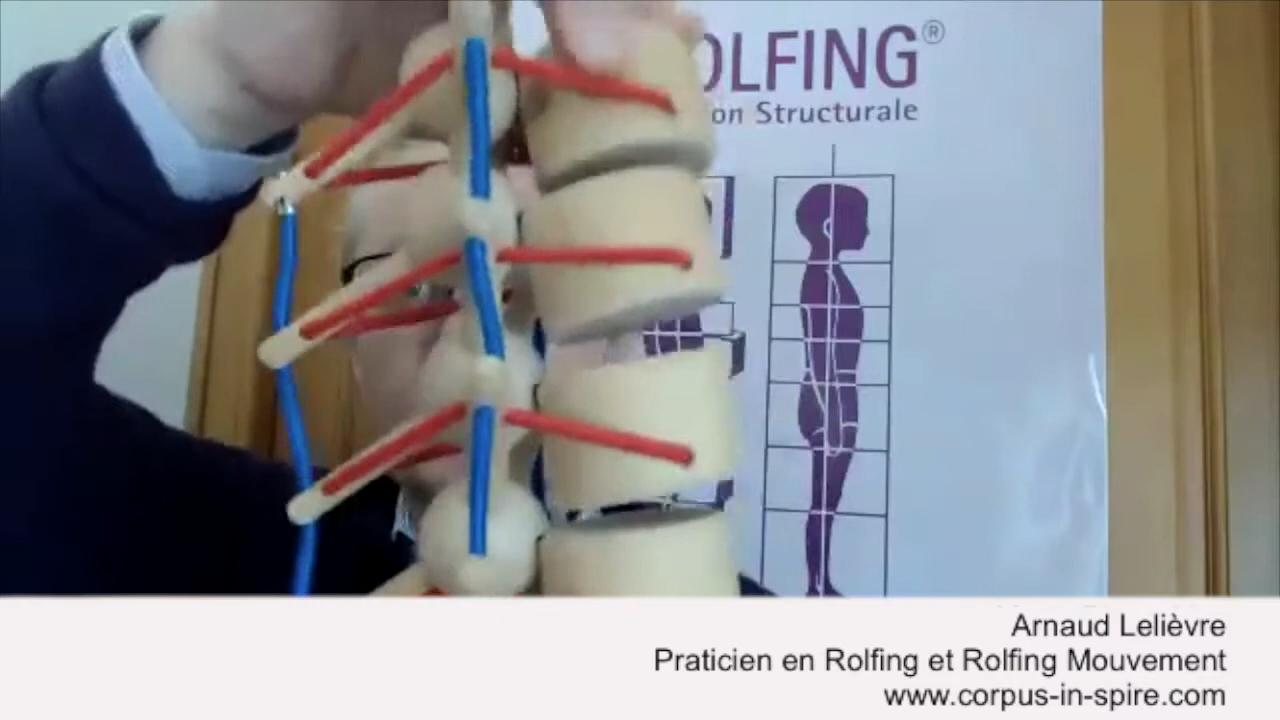 OLFING®
on Structurale
Arnaud Lelièvre
Praticien en Rolfing et Rolfing Mouvement
www.corpus-in-spire.com